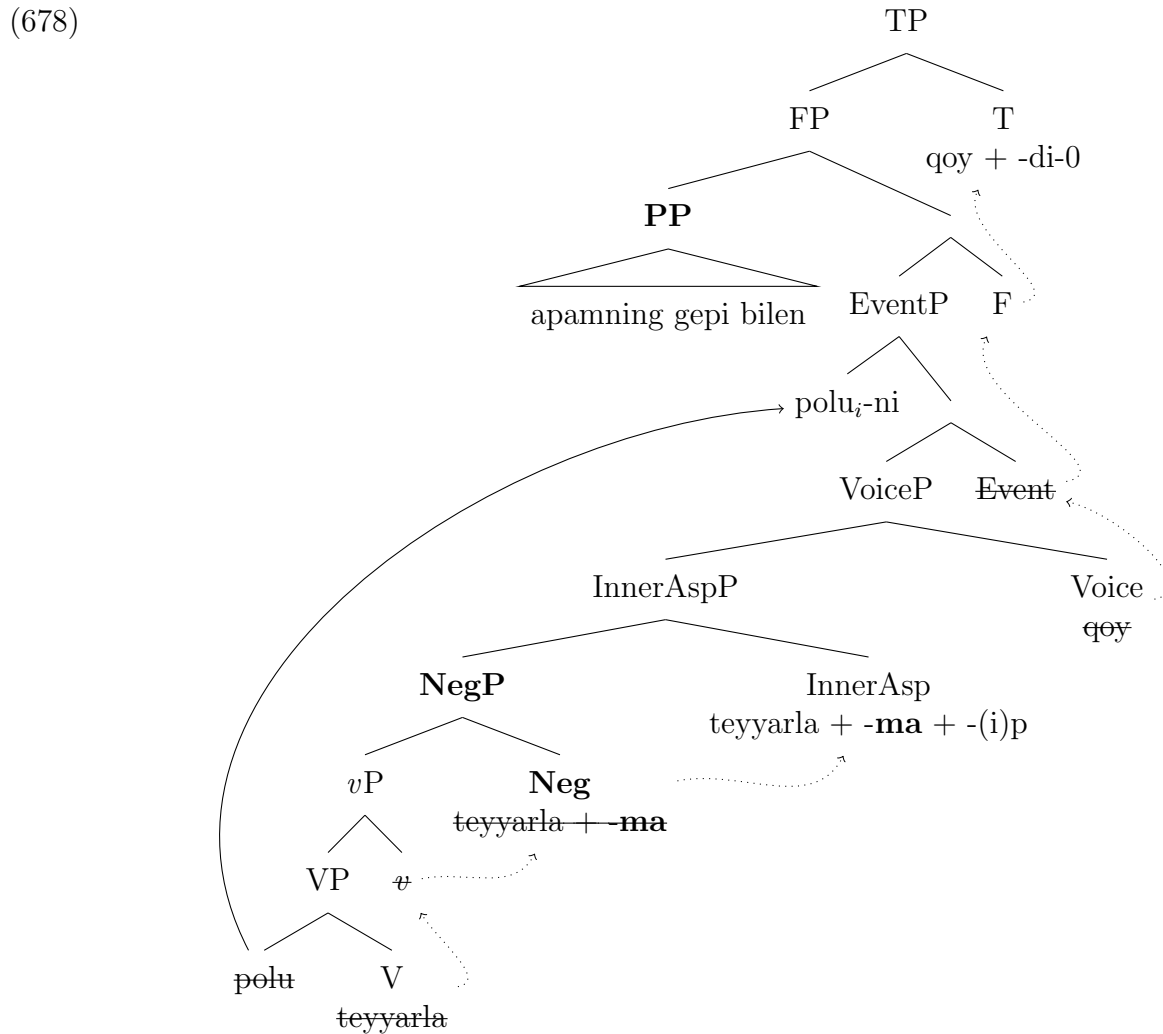 (678)
TP
FP T
qoy + -di-0
PP
apamning gepi bilen
EventP F
polui-ni
VoiceP Event
InnerAspP Voice
qoy
NegP InnerAsp
teyyarla + -ma + -(i)p
vP Neg
teyyarla + -ma
VP v
polu V
teyyarla